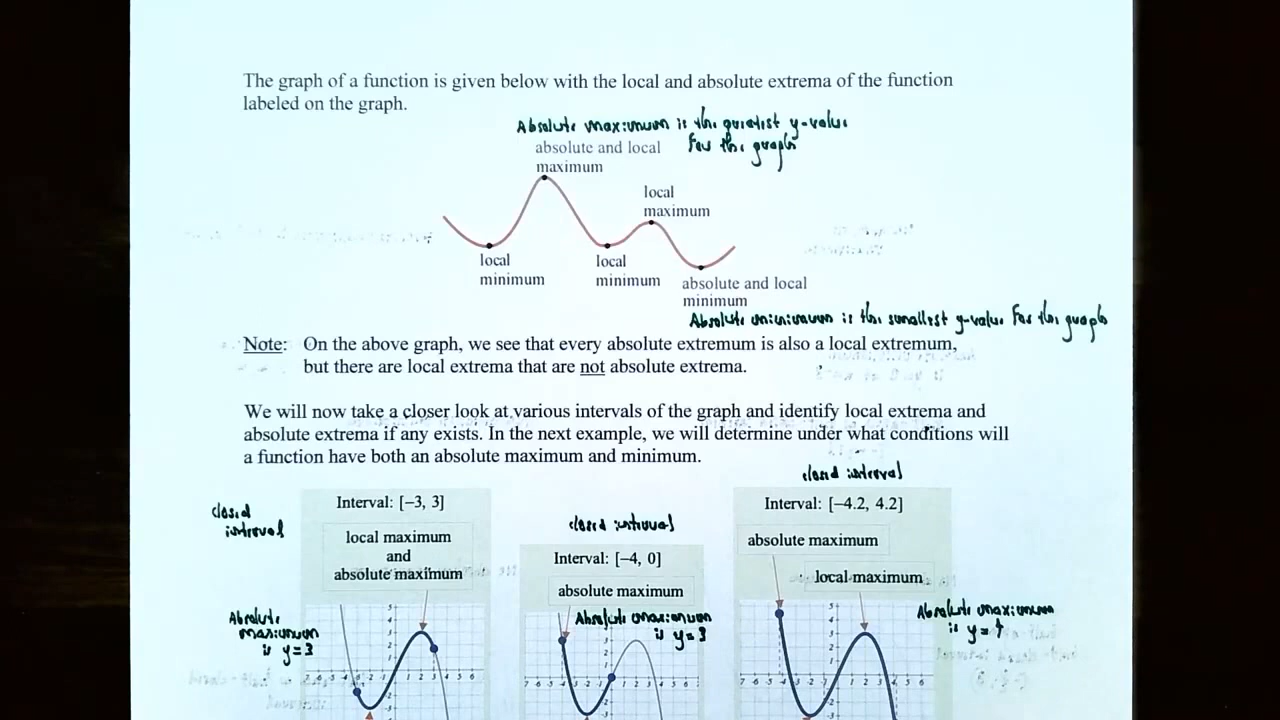 The graph of a function is given below with the local and absolute extrema of the function
labeled on the graph.
Absolute maximum is the greatest y-value
for the graph
absolute and local
maximum
local
maximum
local
minimum
local
minimum
absolute and local
minimum
Absolute minimum is the smallest y-value for the graph
Note: On the above graph, we see that every absolute extremum is also a local extremum,
but there are local extrema that are not absolute extrema.
We will now take a closer look at various intervals of the graph and identify local extrema and
absolute extrema if any exists. In the next example, we will determine under what conditions will
a function have both an absolute maximum and minimum.
closed
interval
Interval: [−3, 3]
local maximum
and
absolute maximum
Absolute
maximum
is y=3
closed interval
Interval: [−4, 0]
absolute maximum
Absolute maximum
is y=3
closed interval
Interval: [−4.2, 4.2]
absolute maximum
local maximum
Absolute maximum
is y=